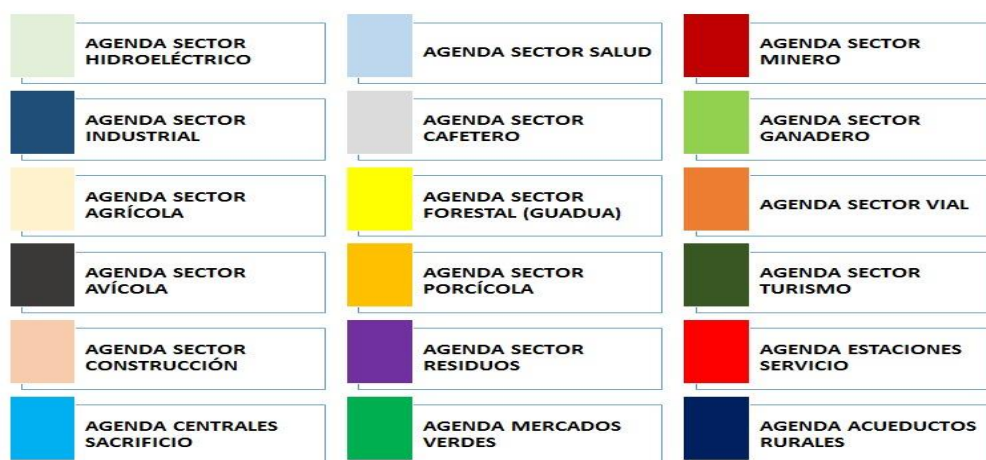 AGENDA SECTOR
HIDROELÉCTRICO
AGENDA SECTOR SALUD
AGENDA SECTOR
MINERO
AGENDA SECTOR
INDUSTRIAL
AGENDA SECTOR
CAFETERO
AGENDA SECTOR
GANADERO
AGENDA SECTOR
AGRÍCOLA
AGENDA SECTOR
FORESTAL (GUADUA)
AGENDA SECTOR VIAL
AGENDA SECTOR
AVÍCOLA
AGENDA SECTOR
PORCÍCOLA
AGENDA SECTOR
TURISMO
AGENDA SECTOR
CONSTRUCCIÓN
AGENDA SECTOR
RESIDUOS
AGENDA ESTACIONES
SERVICIO
AGENDA CENTRALES
SACRIFICIO
AGENDA MERCADOS
VERDES
AGENDA ACUEDUCTOS
RURALES